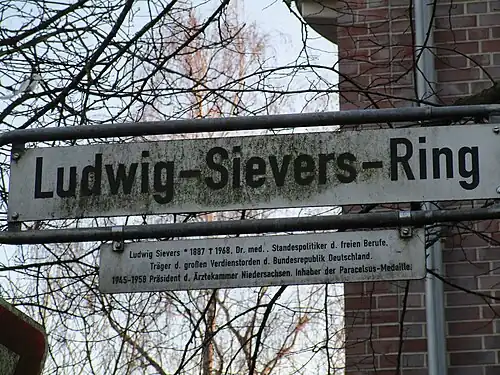 Ludwig-Sievers-Ring
Ludwig Sievers * 1887 † 1968, Dr. med. . Standespolitiker d. freien Berufe.
Träger d. großen Verdienstorden d. Bundesrepublik Deutschland.
1945-1958 Präsident d. Ärztekammer Niedersachsen. Inhaber der Paracelsus-Medaille.